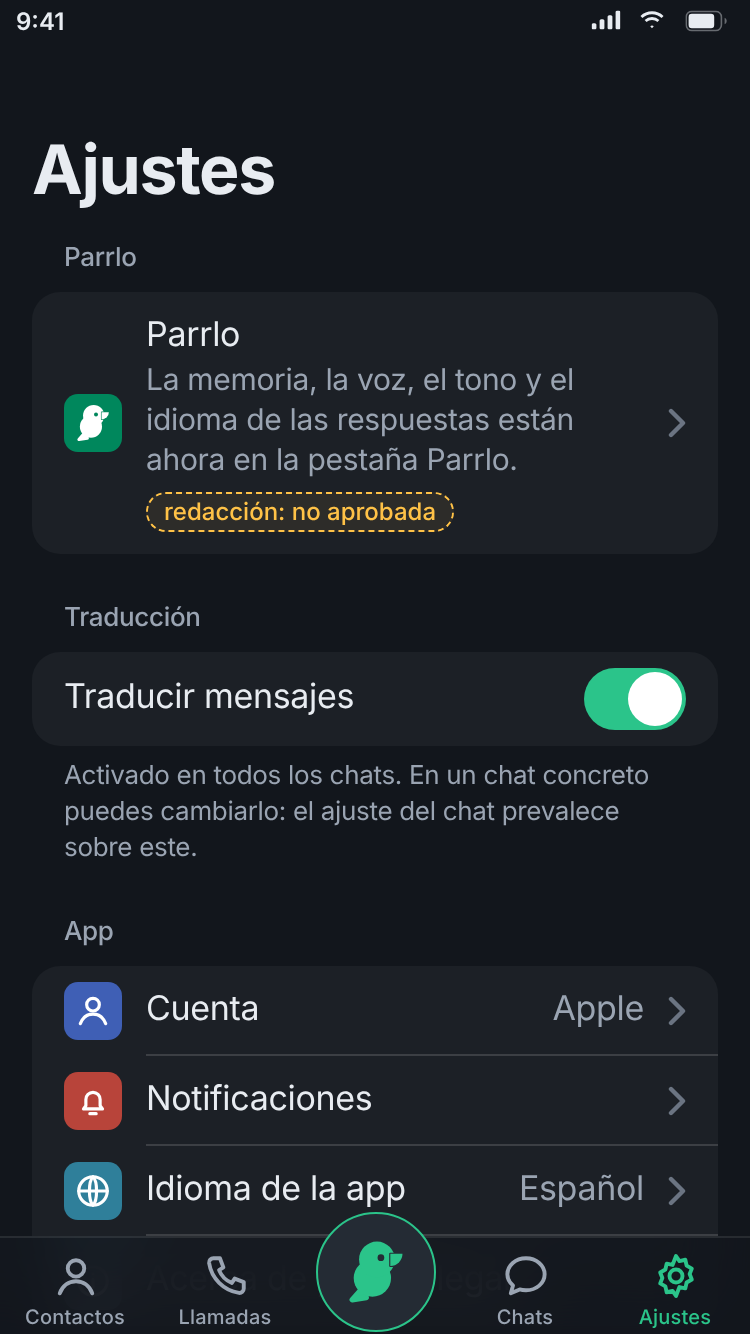 9:41
Ajustes
Parrlo
Parrlo
La memoria, la voz, el tono y el
idioma de las respuestas están
ahora en la pestaña Parrlo.
redacción: no aprobada
Traducción
Traducir mensajes
Activado en todos los chats. En un chat concreto
puedes cambiarlo: el ajuste del chat prevalece
sobre este.
App
Cuenta Apple
Notificaciones
Idioma de la app Español
Contactos Llamadas Chats Ajustes